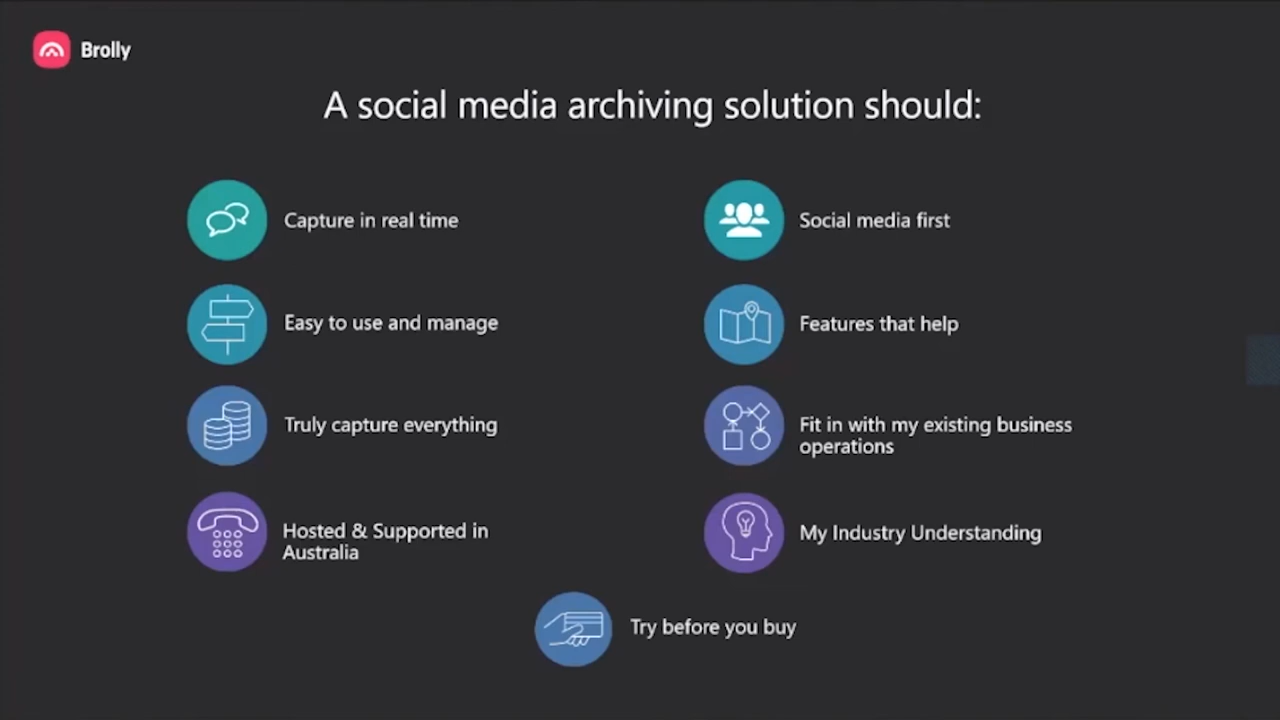 Brolly
A social media archiving solution should:
Capture in real time
Social media first
Easy to use and manage
Features that help
Truly capture everything
Fit in with my existing business
operations
Hosted & Supported in
Australia
My Industry Understanding
Try before you buy